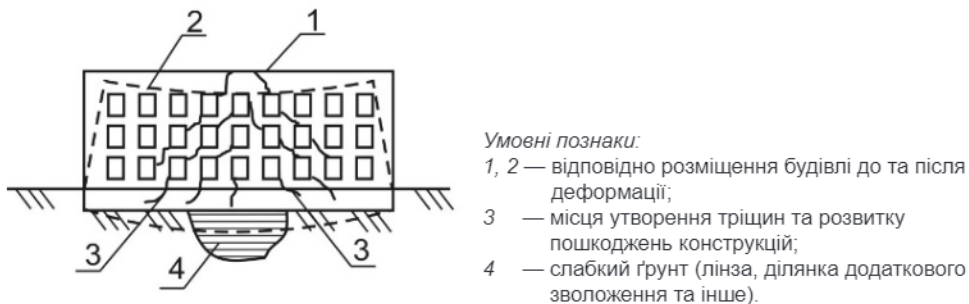 2
1
Умовні познаки:
1, 2 — відповідно розміщення будівлі до та після
деформації;
3 — місця утворення тріщин та розвитку
пошкоджень конструкцій;
4 — слабкий ґрунт (лінза, ділянка додаткового
зволоження та інше).
3
4
3